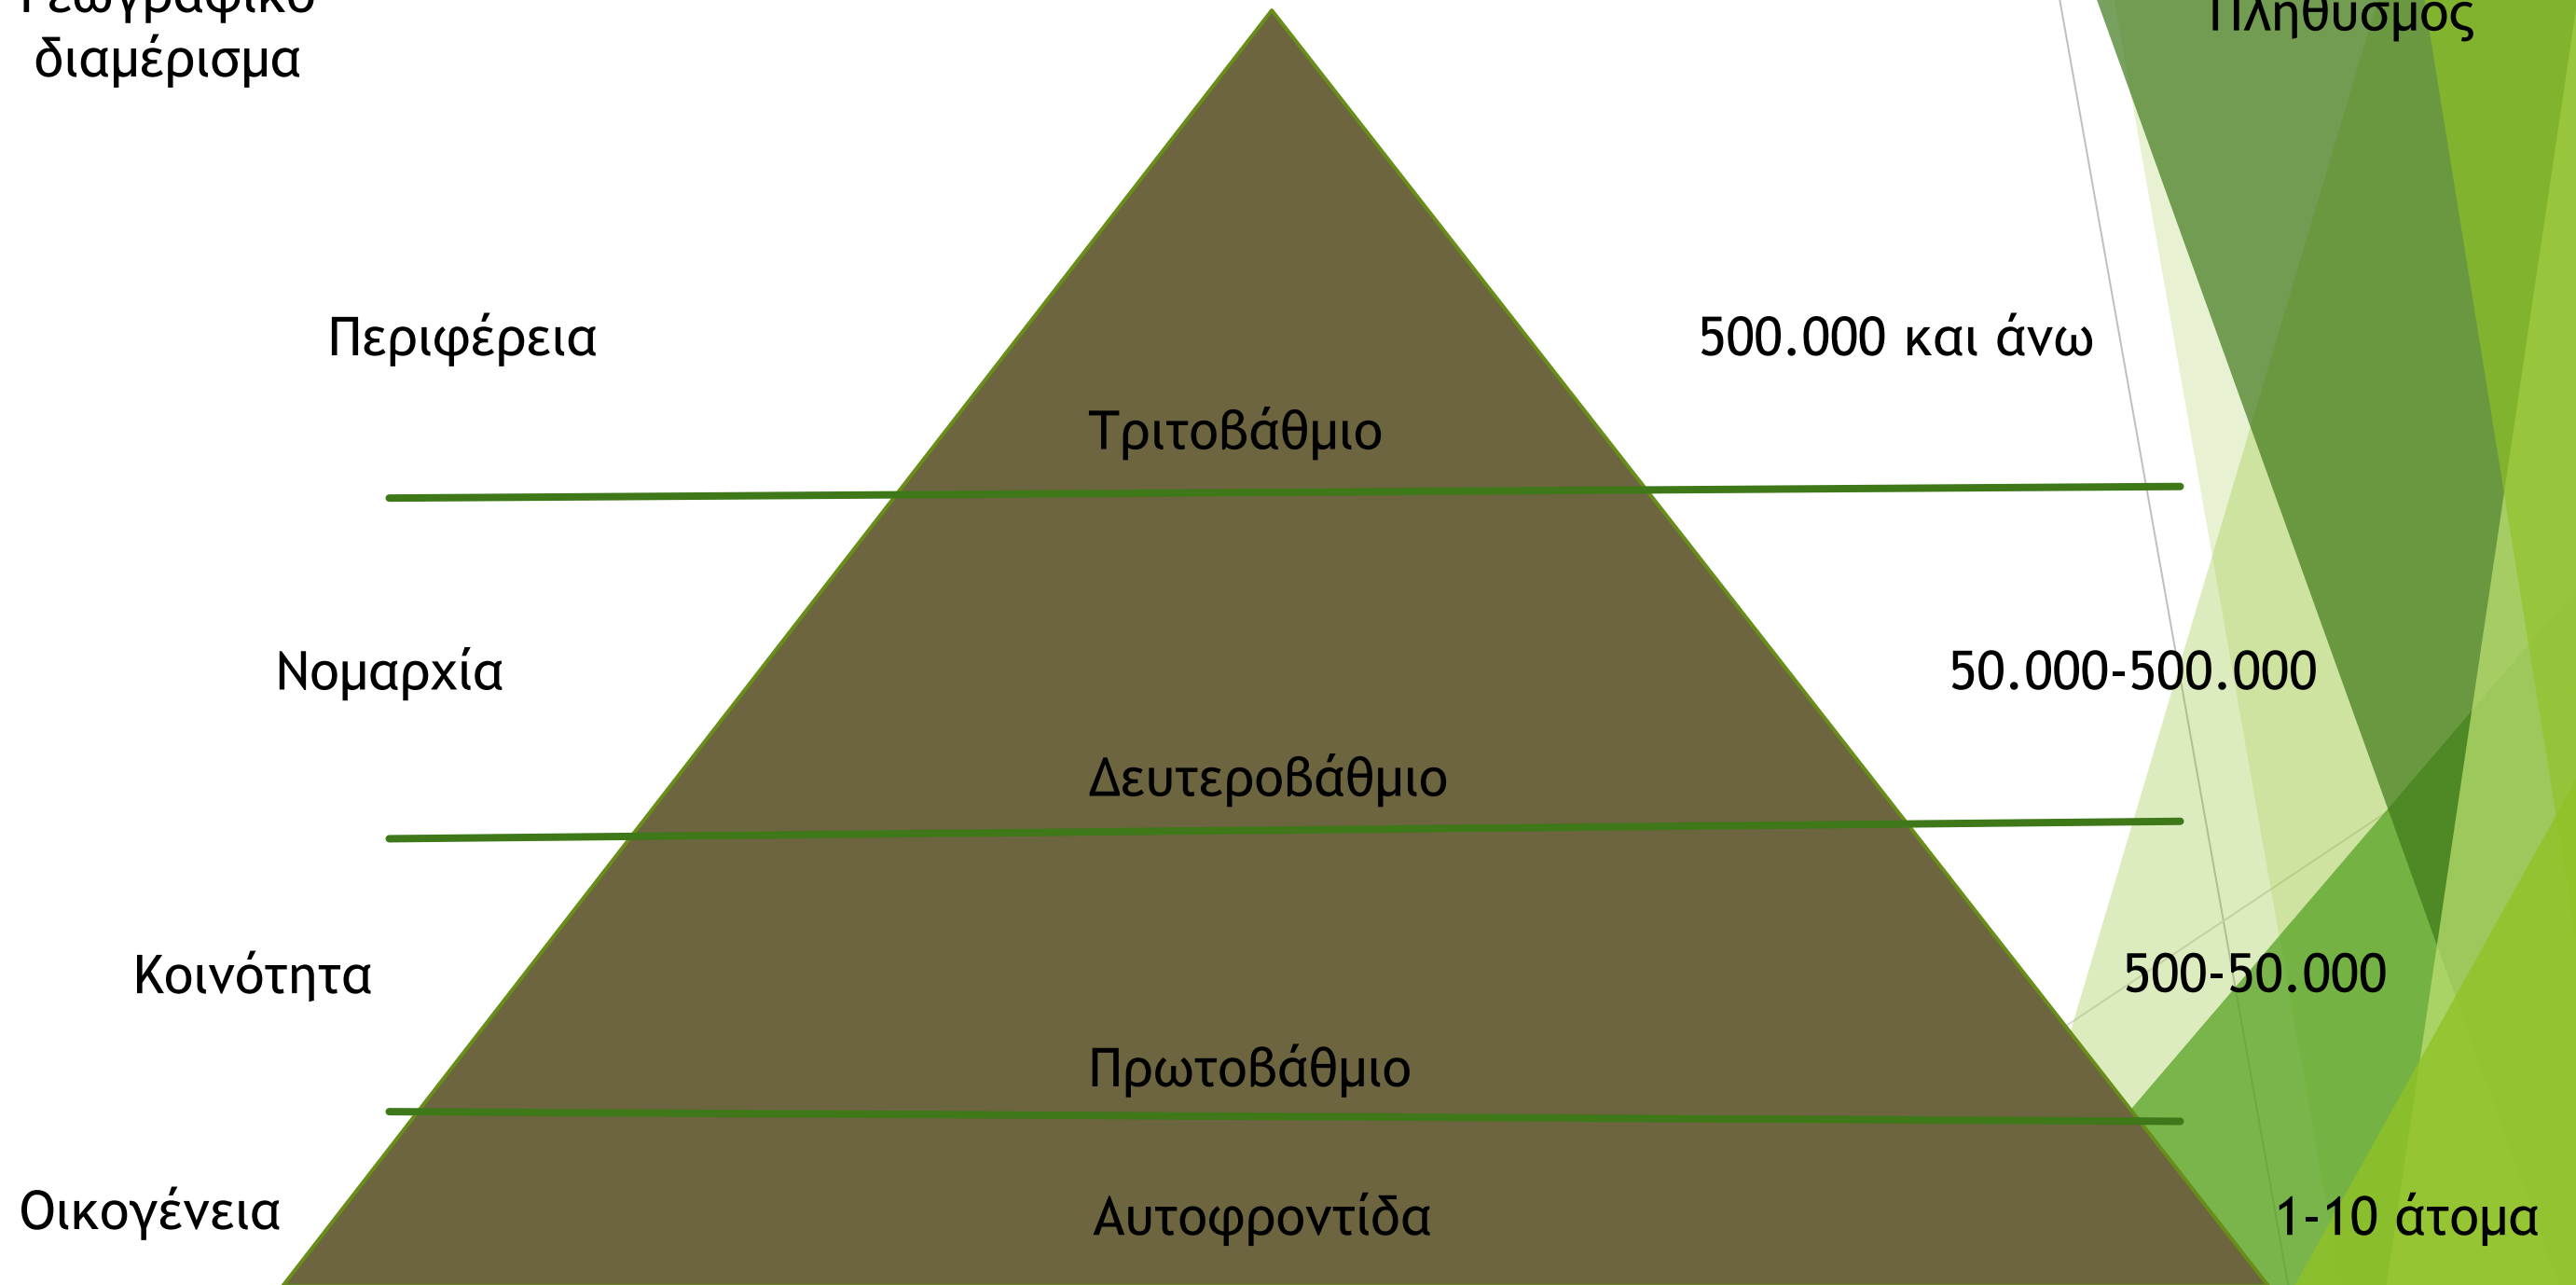 Γεωγραφικό
διαμέρισμα
Πληθυσμός
Περιφέρεια
500.000 και άνω
Τριτοβάθμιο
Νομαρχία
50.000-500.000
Δευτεροβάθμιο
Κοινότητα
500-50.000
Πρωτοβάθμιο
Οικογένεια
Αυτοφροντίδα
1-10 άτομα